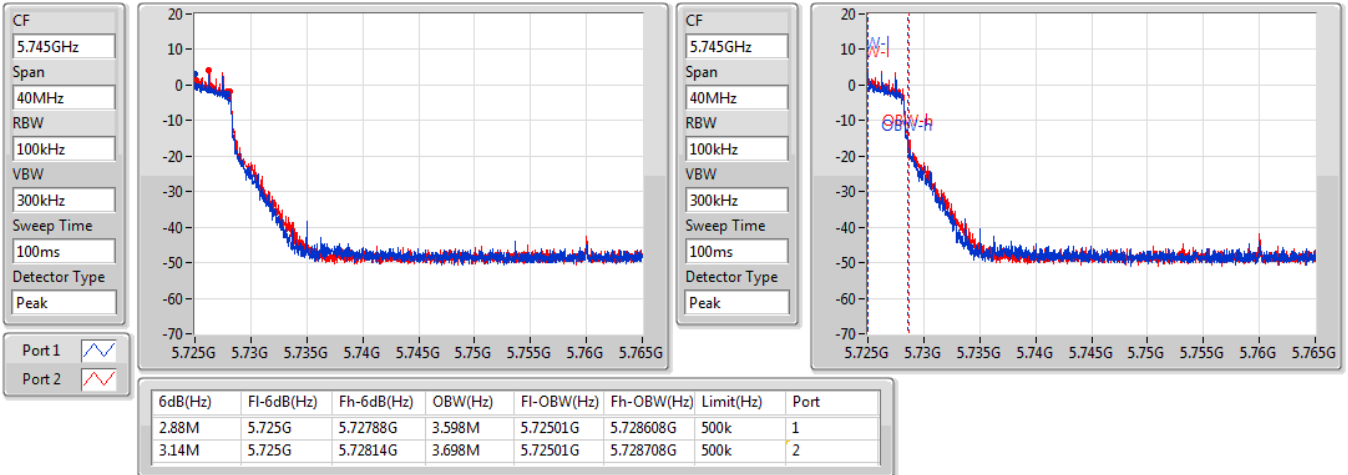 CF
5.745GHz
Span
40MHz
RBW
100kHz
VBW
300kHz
Sweep Time
100ms
Detector Type
Peak
Port 1
Port 2
20
10
0
-10
-20
-30
-40
-50
-60
-70
5.725G 5.73G 5.735G 5.74G 5.745G 5.75G 5.755G 5.76G 5.765G
CF
5.745GHz
Span
40MHz
RBW
100kHz
VBW
300kHz
Sweep Time
100ms
Detector Type
Peak
20
10
0
-10
-20
-30
-40
-50
-60
-70
W-l
W-l
OBW-h
OBW-h
5.725G 5.73G 5.735G 5.74G 5.745G 5.75G 5.755G 5.76G 5.765G
6dB(Hz) Fl-6dB(Hz) Fh-6dB(Hz) OBW(Hz) Fl-OBW(Hz) Fh-OBW(Hz) Limit(Hz) Port
2.88M 5.725G 5.72788G 3.598M 5.72501G 5.728608G 500k 1
3.14M 5.725G 5.72814G 3.698M 5.72501G 5.728708G 500k 2